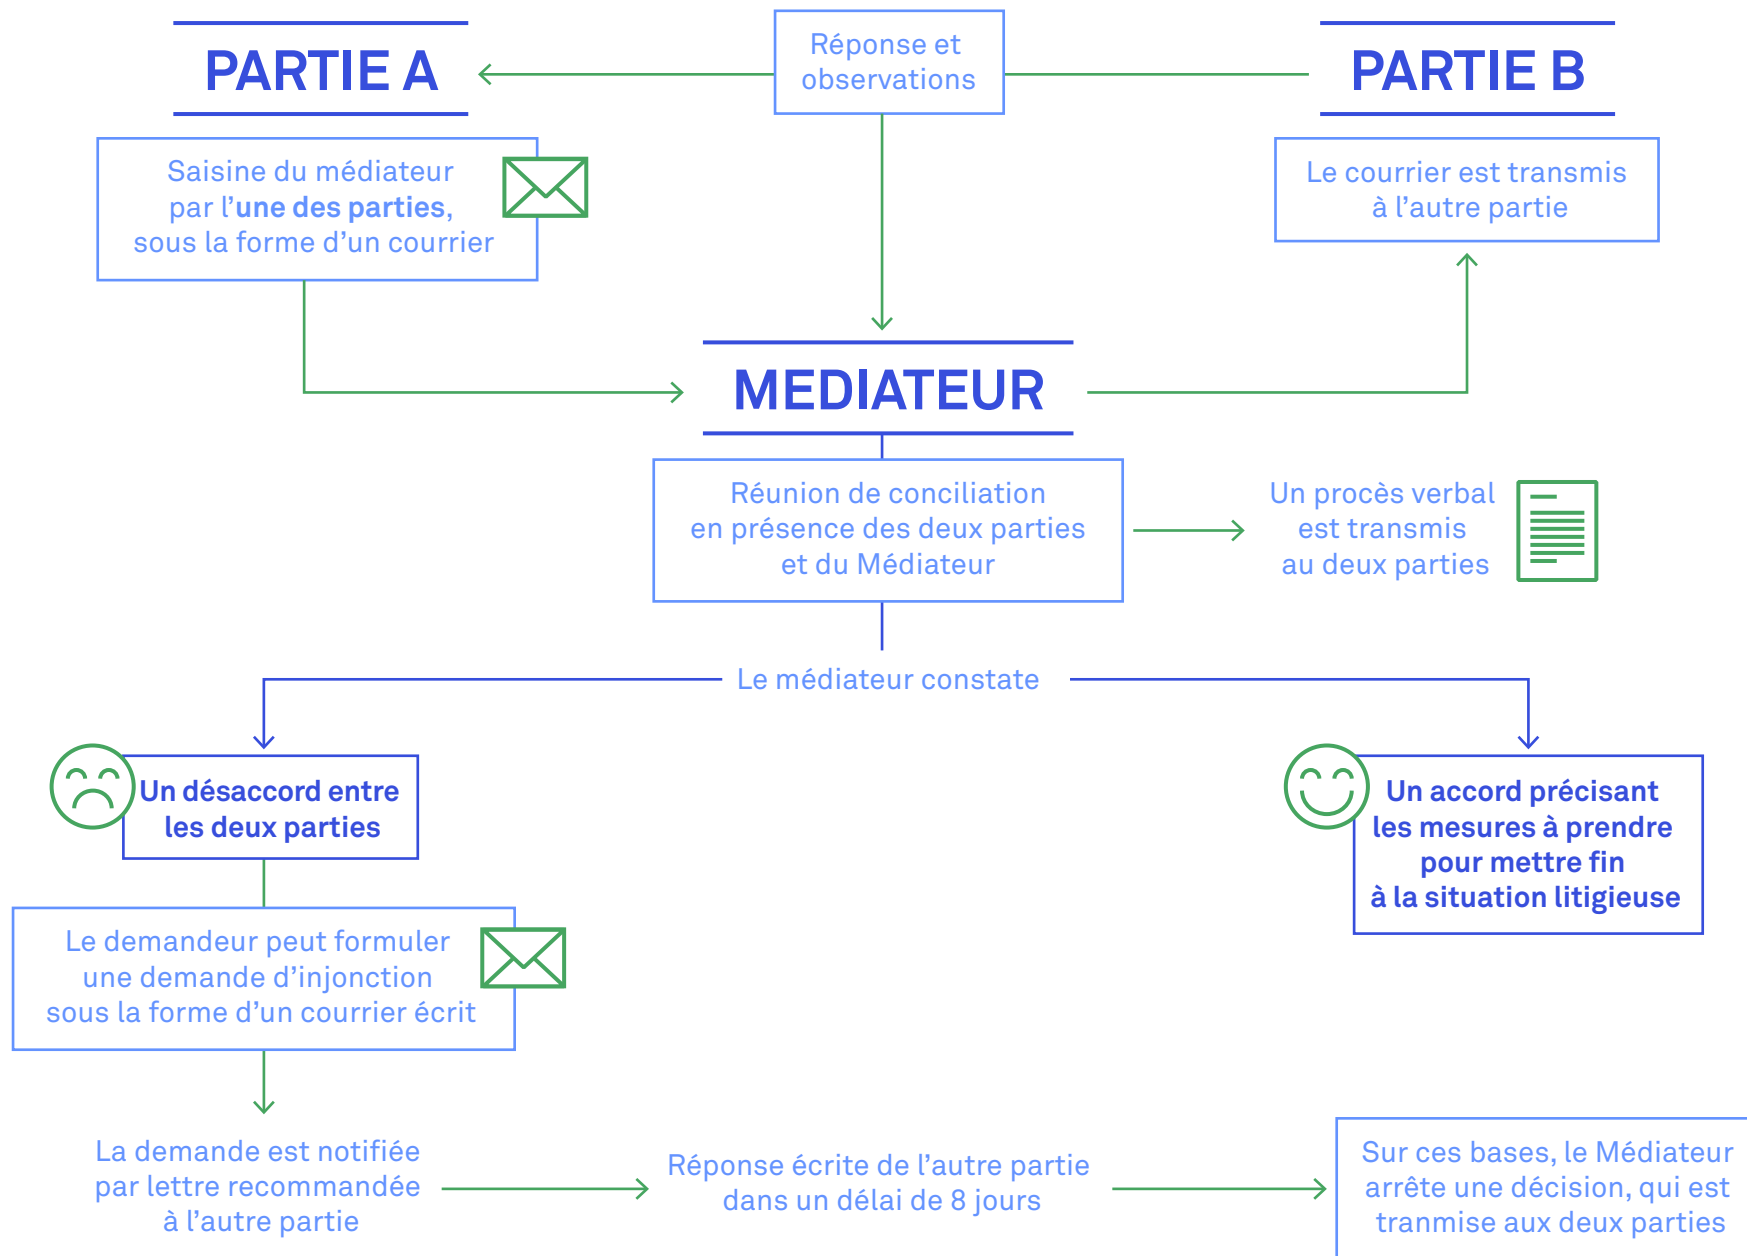 PARTIE A
Réponse et
observations
PARTIE B
Saisine du médiateur
par l’une des parties,
sous la forme d’un courrier
Le courrier est transmis
à l’autre partie
MEDIATEUR
Réunion de conciliation
en présence des deux parties
et du Médiateur
Un procès verbal
est transmis
au deux parties
Le médiateur constate
Un désaccord entre
les deux parties
Un accord précisant
les mesures à prendre
pour mettre fin
à la situation litigieuse
Le demandeur peut formuler
une demande d’injonction
sous la forme d’un courrier écrit
La demande est notifiée
par lettre recommandée
à l’autre partie
Réponse écrite de l’autre partie
dans un délai de 8 jours
Sur ces bases, le Médiateur
arrête une décision, qui est
tranmise aux deux parties